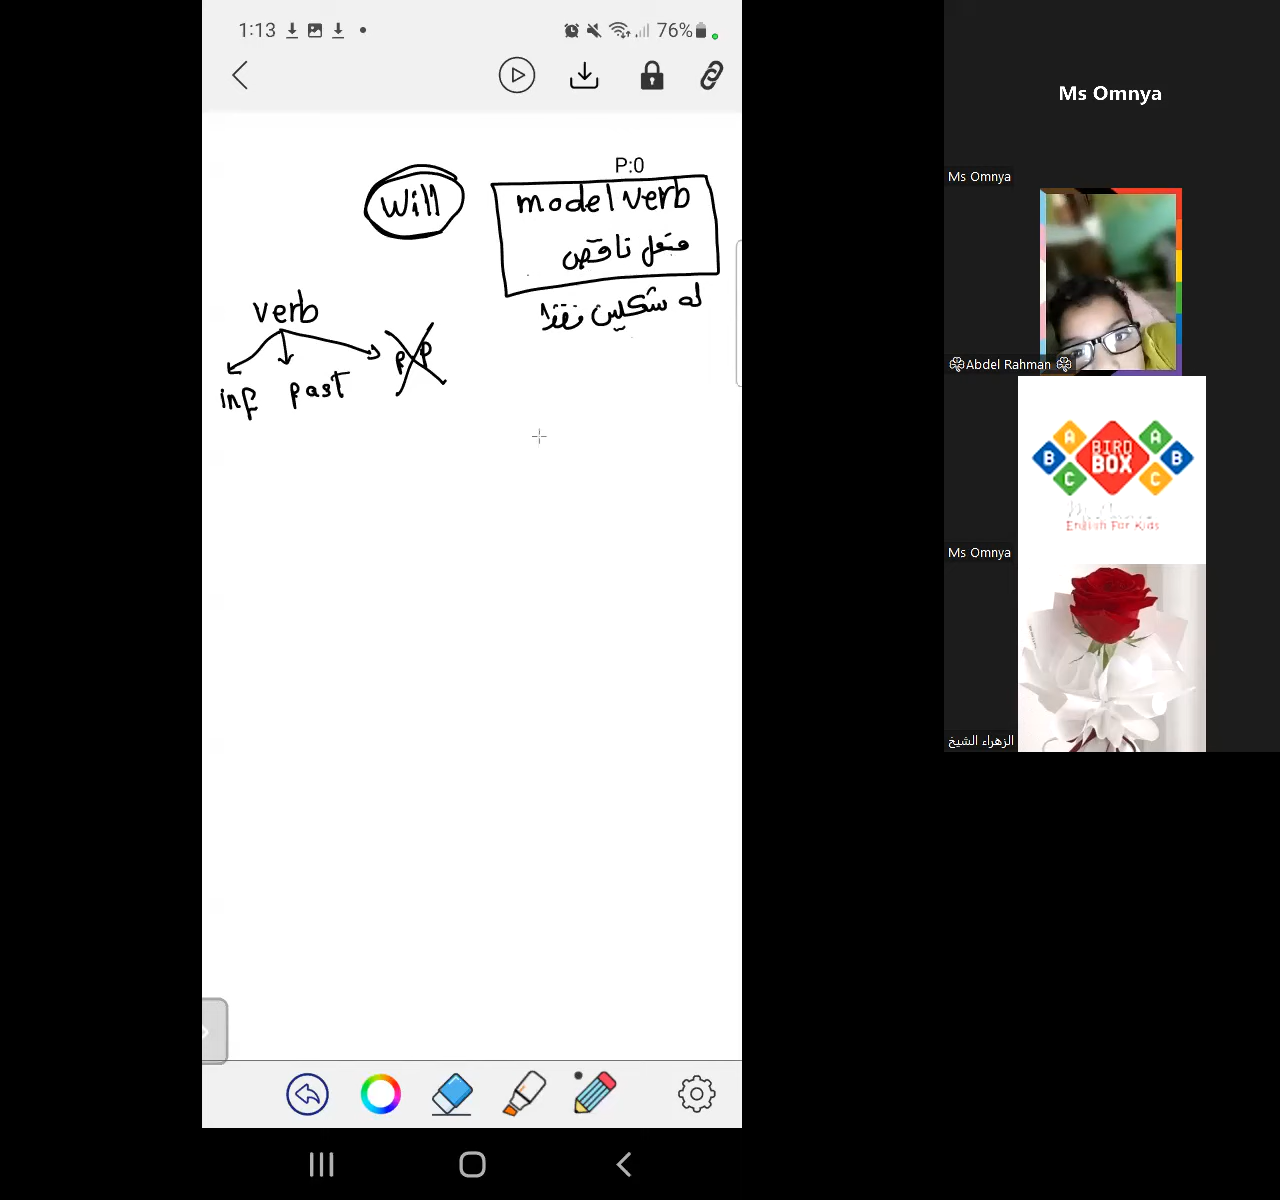 1:13
76%
P:0
Will
model verb
فعل ناقص
له شكلين فقط
verb
inf past pp
Ms Omnya
Ms Omnya
Abdel Rahman
A A
B BIRD BOX B
C C
English For Kids
Ms Omnya
الزهراء الشيخ